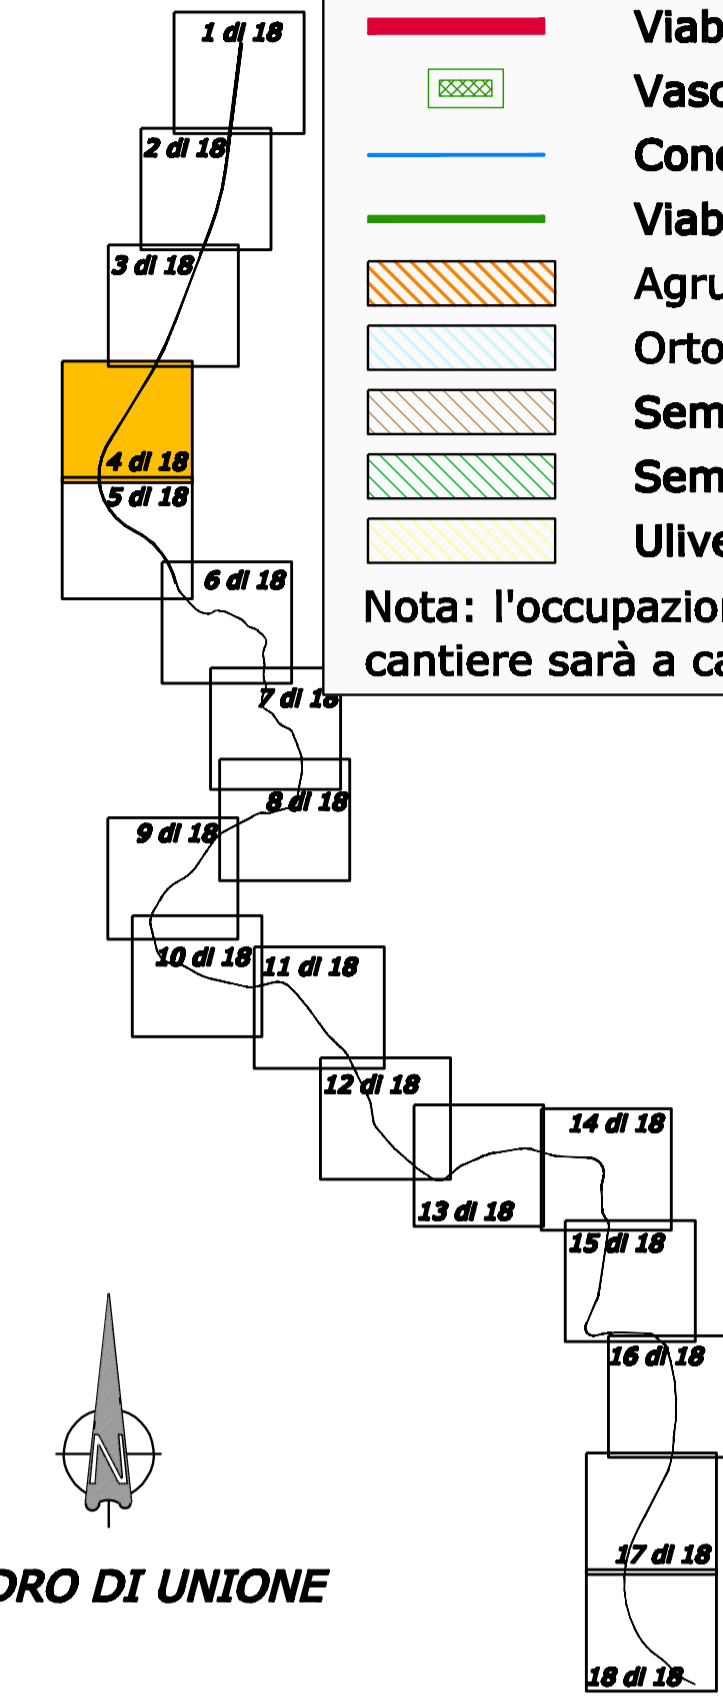 1 di 18
2 di 18
3 di 18
4 di 18
5 di 18
6 di 18
7 di 18
8 di 18
9 di 18
10 di 18
11 di 18
12 di 18
13 di 18
14 di 18
15 di 18
16 di 18
17 di 18
18 di 18
Viab
Vasc
Cond
Viab
Agru
Orto
Sem
Sem
Ulive
Nota: l'occupazion
cantiere sarà a ca
N
DRO DI UNIONE